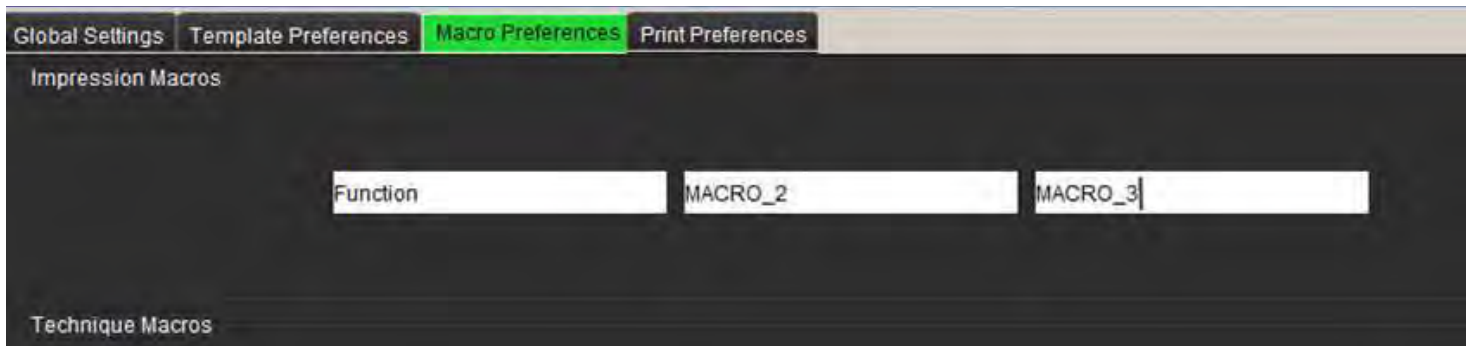 Global Settings Template Preferences Macro Preferences Print Preferences
Impression Macros
Function MACRO_2 MACRO_3
Technique Macros